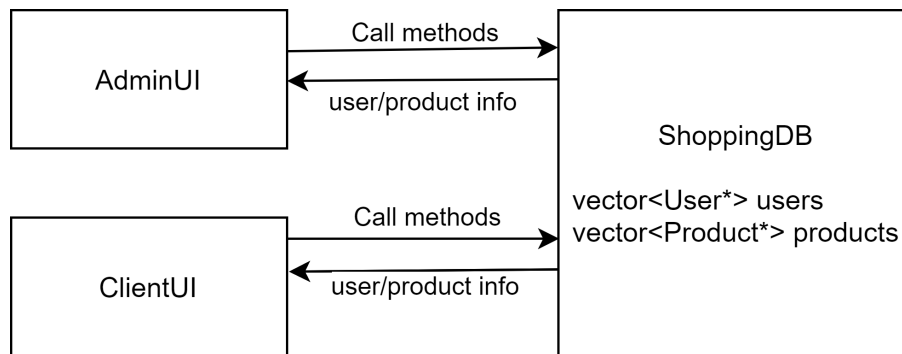 Call methods
AdminUI
user/product info
ShoppingDB
vector<User*> users
vector<Product*> products
Call methods
ClientUI
user/product info